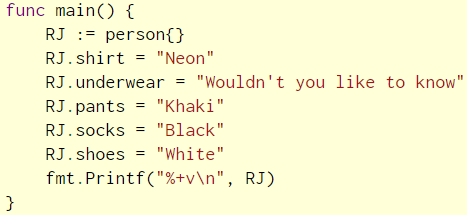 func main() {
    RJ := person{}
    RJ.shirt = "Neon"
    RJ.underwear = "Wouldn't you like to know"
    RJ.pants = "Khaki"
    RJ.socks = "Black"
    RJ.shoes = "White"
    fmt.Printf("%+v\n", RJ)
}